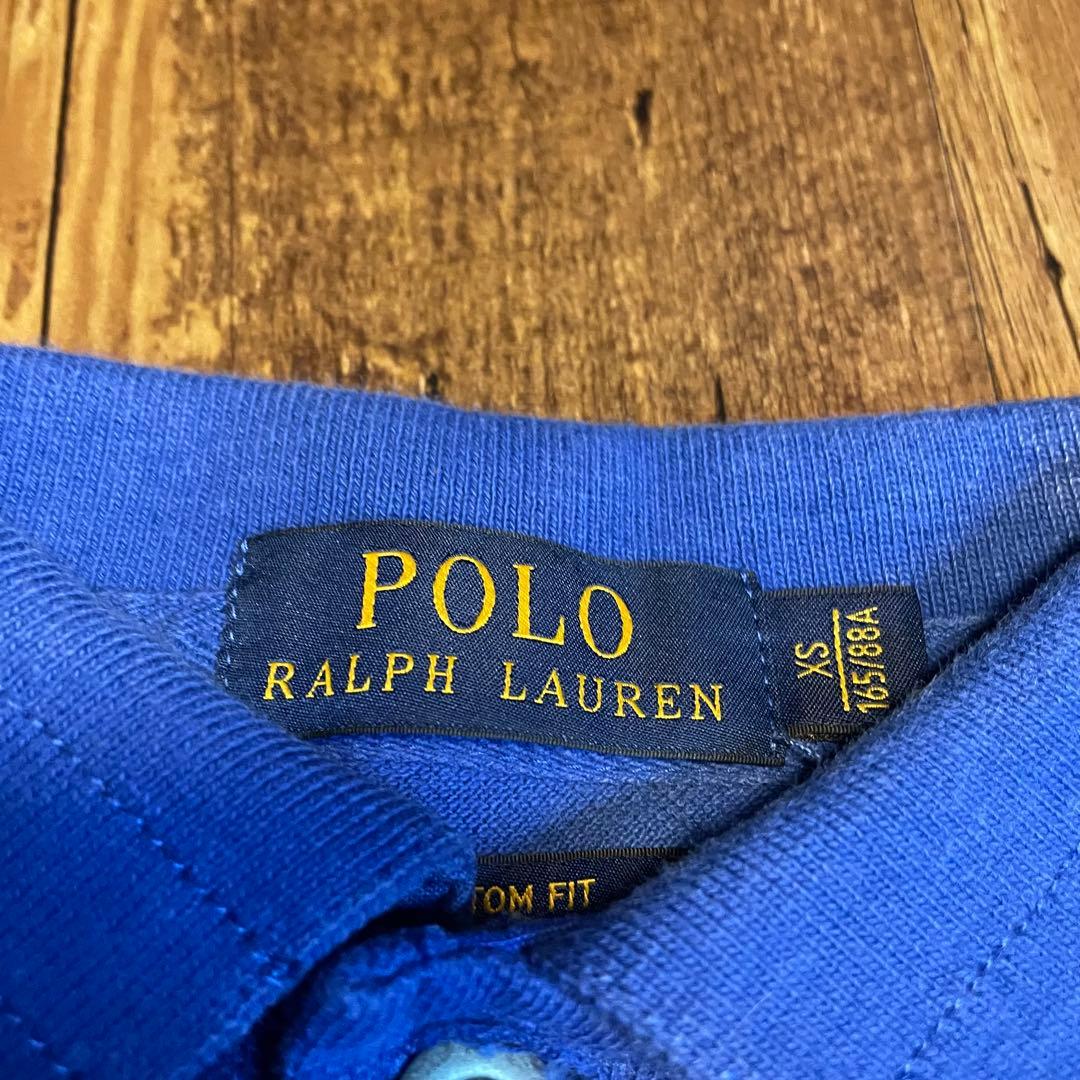 POLO
RALPH LAUREN
XS
165/88A
TOM FIT